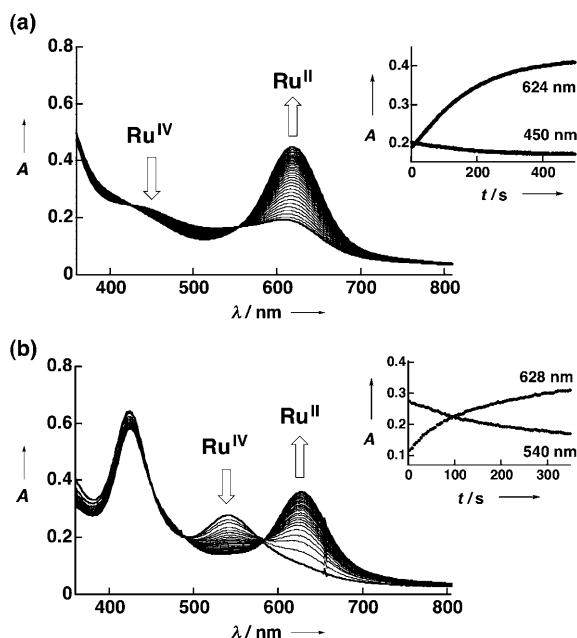 (a)
0.8
0.6
0.4
0.2
0
A
Ru^IV
Ru^II
400 500 600 700 800
λ / nm
0.4
0.3
0.2
A
624 nm
450 nm
0 200 400
t / s
(b)
0.8
0.6
0.4
0.2
0
A
Ru^IV
Ru^II
400 500 600 700 800
λ / nm
0.4
0.3
0.2
0.1
A
628 nm
540 nm
0 100 200 300
t / s